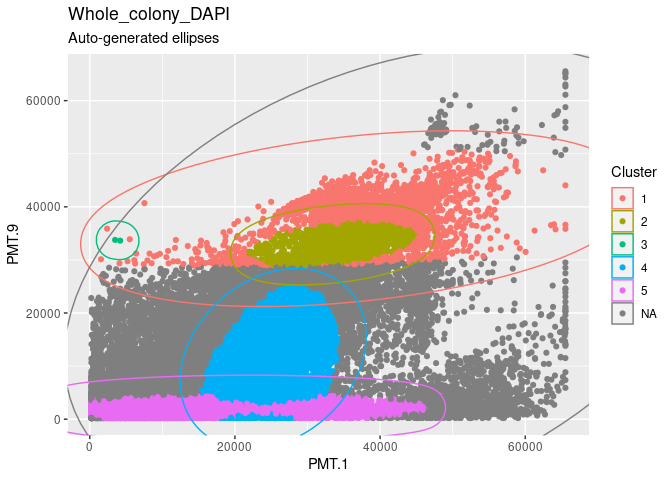 Whole_colony_DAPI
Auto-generated ellipses
60000
40000
20000
0
PMT.9
0 20000 40000 60000
PMT.1
Cluster
1
2
3
4
5
NA